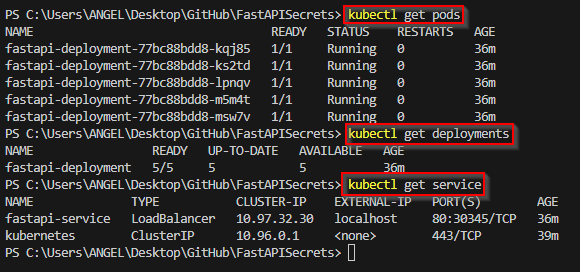 PS C:\Users\ANGEL\Desktop\GitHub\FastAPISecrets> kubectl get pods
NAME READY STATUS RESTARTS AGE
fastapi-deployment-77bc88bdd8-kqj85 1/1 Running 0 36m
fastapi-deployment-77bc88bdd8-ks2td 1/1 Running 0 36m
fastapi-deployment-77bc88bdd8-lpnqv 1/1 Running 0 36m
fastapi-deployment-77bc88bdd8-m5m4t 1/1 Running 0 36m
fastapi-deployment-77bc88bdd8-msw7v 1/1 Running 0 36m
PS C:\Users\ANGEL\Desktop\GitHub\FastAPISecrets> kubectl get deployments
NAME READY UP-TO-DATE AVAILABLE AGE
fastapi-deployment 5/5 5 5 36m
PS C:\Users\ANGEL\Desktop\GitHub\FastAPISecrets> kubectl get service
NAME TYPE CLUSTER-IP EXTERNAL-IP PORT(S) AGE
fastapi-service LoadBalancer 10.97.32.30 localhost 80:30345/TCP 36m
kubernetes ClusterIP 10.96.0.1 <none> 443/TCP 39m
PS C:\Users\ANGEL\Desktop\GitHub\FastAPISecrets>